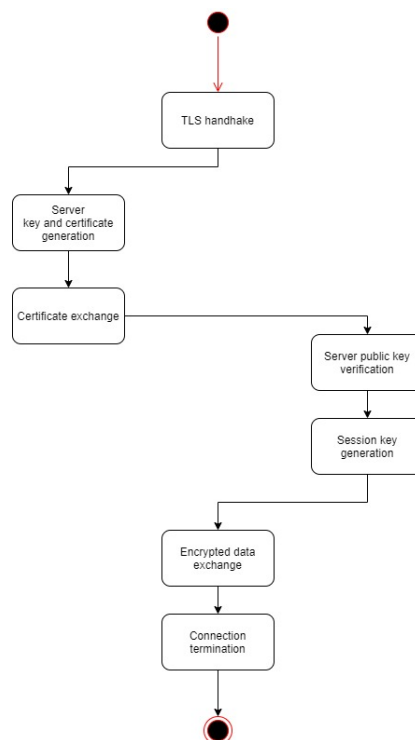 TLS handhake
Server
key and certificate
generation
Certificate exchange
Server public key
verification
Session key
generation
Encrypted data
exchange
Connection
termination